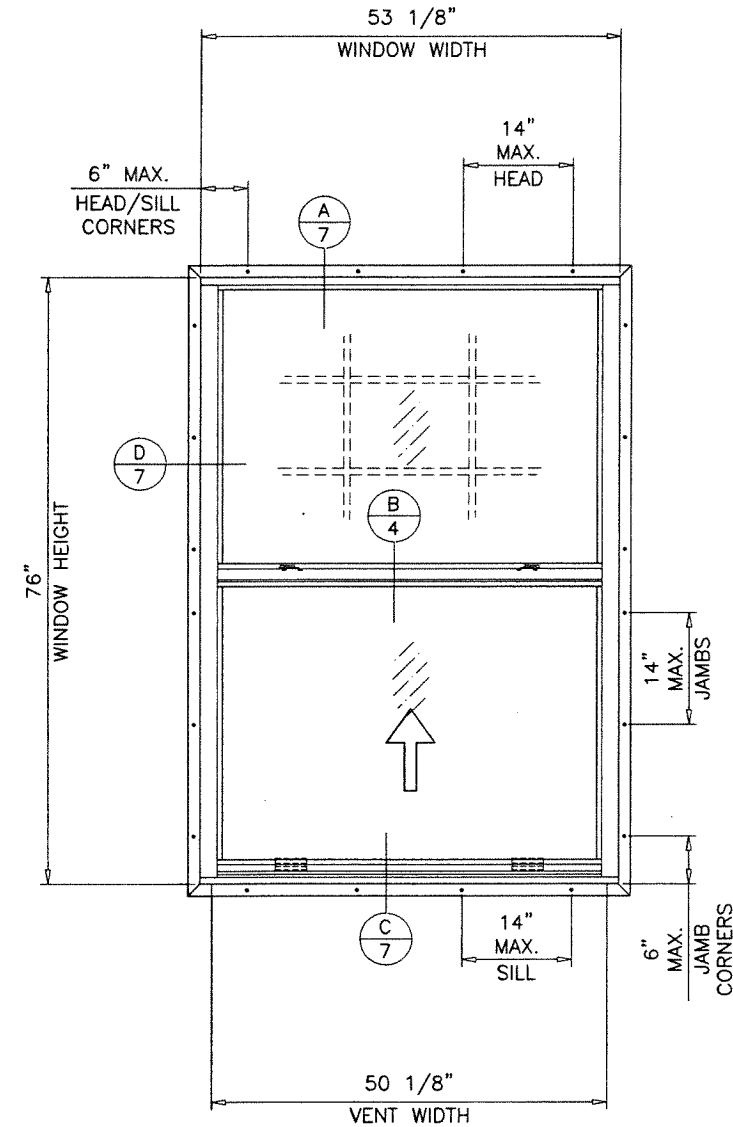 53 1/8"
WINDOW WIDTH
14"
MAX.
HEAD
6" MAX.
HEAD/SILL
CORNERS
A
7
D
7
B
4
76"
WINDOW HEIGHT
14"
MAX.
JAMBS
C
7
14"
MAX.
SILL
6"
MAX.
JAMB
CORNERS
50 1/8"
VENT WIDTH